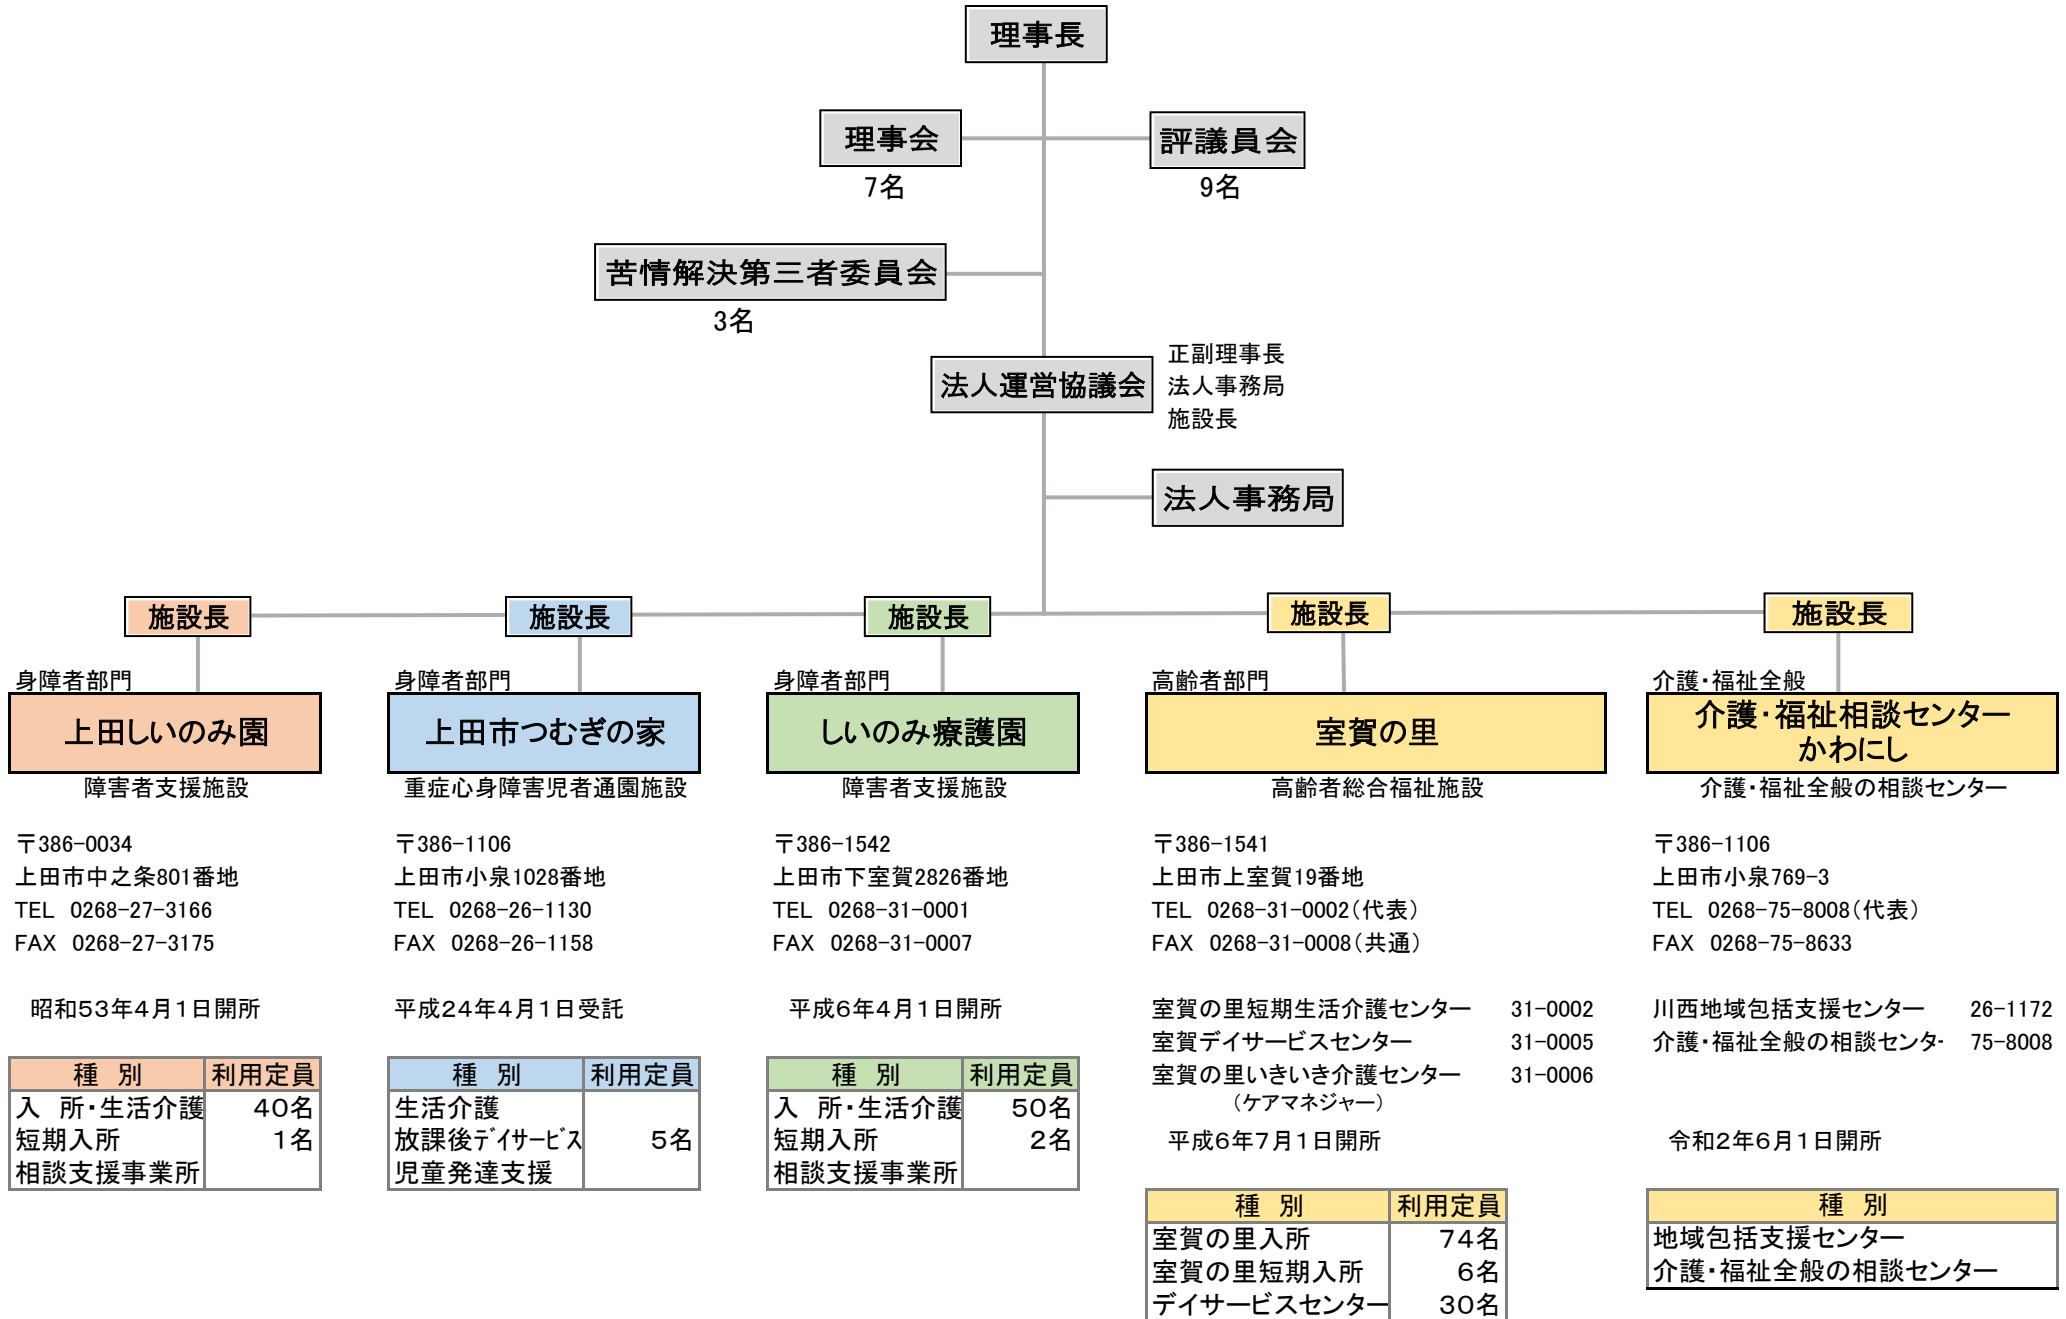 理事長
理事会
評議員会
7名
9名
苦情解決第三者委員会
3名
法人運営協議会
正副理事長
法人事務局
施設長
法人事務局
施設長
施設長
施設長
施設長
施設長
身障者部門
上田しいのみ園
障害者支援施設
〒386-0034
上田市中之条801番地
TEL 0268-27-3166
FAX 0268-27-3175
昭和53年4月1日開所
種 別 利用定員
入 所・生活介護 40名
短期入所 1名
相談支援事業所
身障者部門
上田市つむぎの家
重症心身障害児者通園施設
〒386-1106
上田市小泉1028番地
TEL 0268-26-1130
FAX 0268-26-1158
平成24年4月1日受託
種 別 利用定員
生活介護
放課後デイサービス 5名
児童発達支援
身障者部門
しいのみ療護園
障害者支援施設
〒386-1542
上田市下室賀2826番地
TEL 0268-31-0001
FAX 0268-31-0007
平成6年4月1日開所
種 別 利用定員
入 所・生活介護 50名
短期入所 2名
相談支援事業所
高齢者部門
室賀の里
高齢者総合福祉施設
〒386-1541
上田市上室賀19番地
TEL 0268-31-0002(代表)
FAX 0268-31-0008(共通)
室賀の里短期生活介護センター 31-0002
室賀デイサービスセンター 31-0005
室賀の里いきいき介護センター 31-0006
(ケアマネジャー)
平成6年7月1日開所
種 別 利用定員
室賀の里入所 74名
室賀の里短期入所 6名
デイサービスセンター 30名
介護・福祉全般
介護・福祉相談センター
かわにし
介護・福祉全般の相談センター
〒386-1106
上田市小泉769-3
TEL 0268-75-8008(代表)
FAX 0268-75-8633
川西地域包括支援センター 26-1172
介護・福祉全般の相談センタ- 75-8008
令和2年6月1日開所
種 別
地域包括支援センター
介護・福祉全般の相談センター